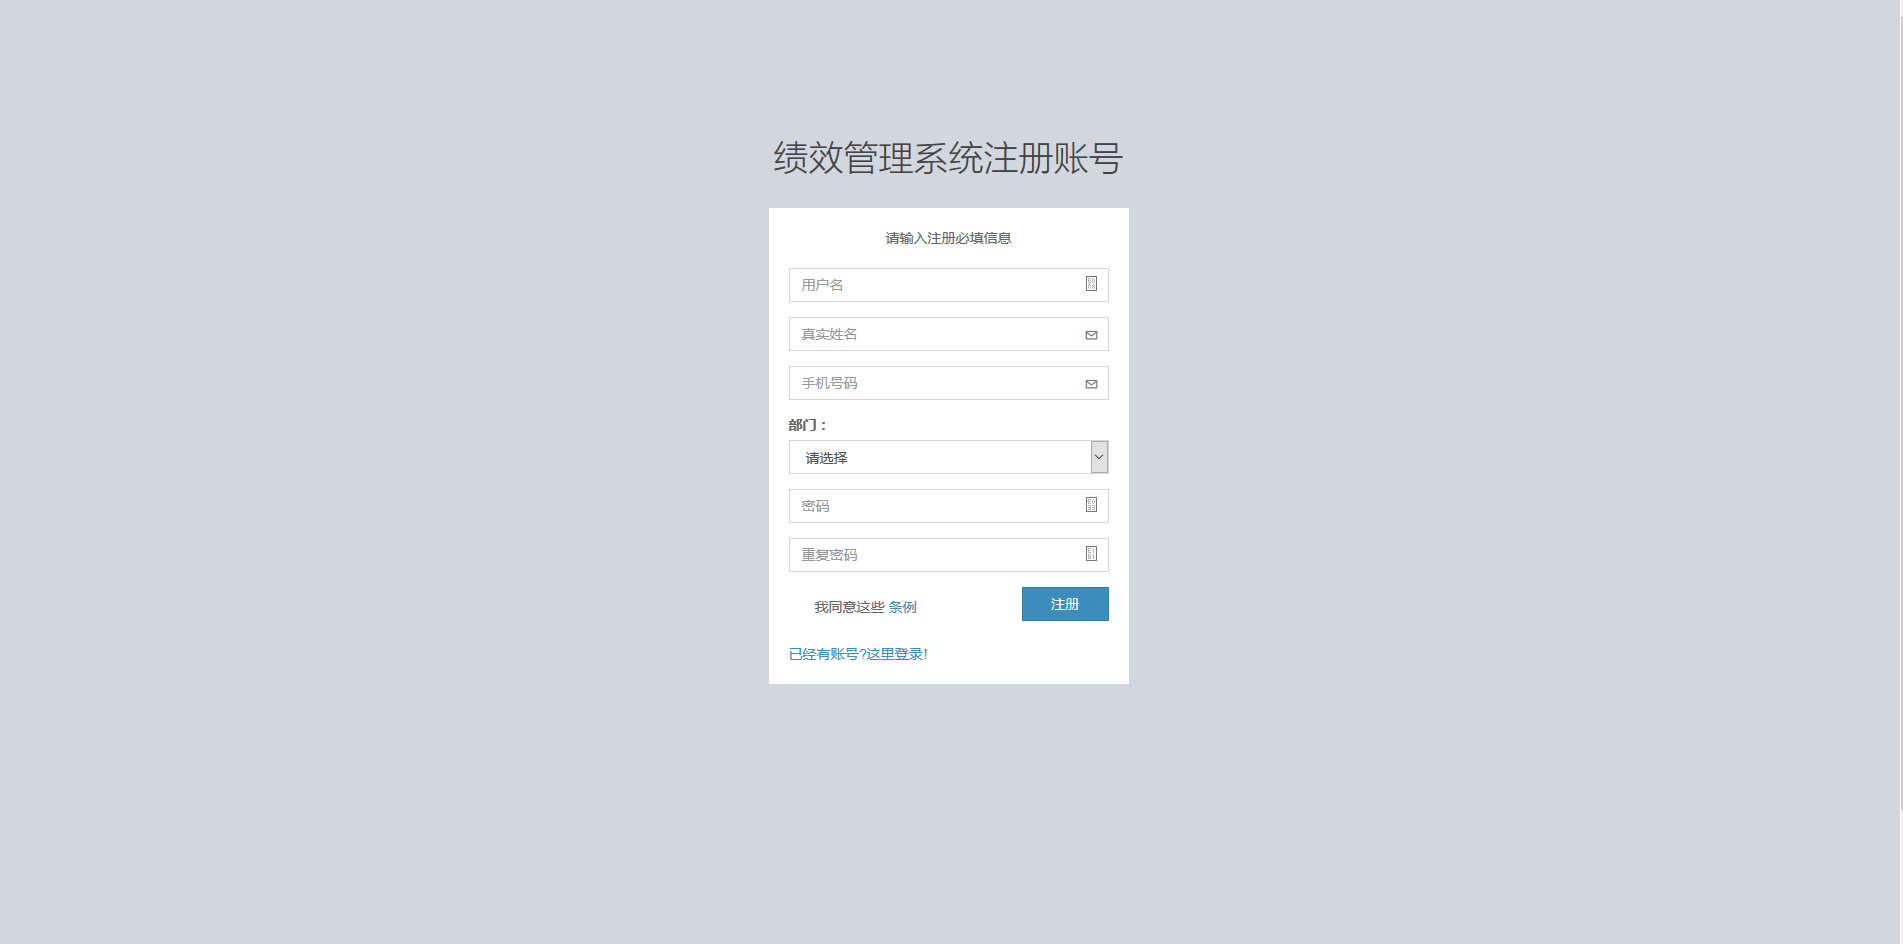 绩效管理系统注册账号
请输入注册必填信息
用户名
真实姓名
手机号码
部门：
请选择
密码
重复密码
我同意这些 条例
注册
已经有账号?这里登录!